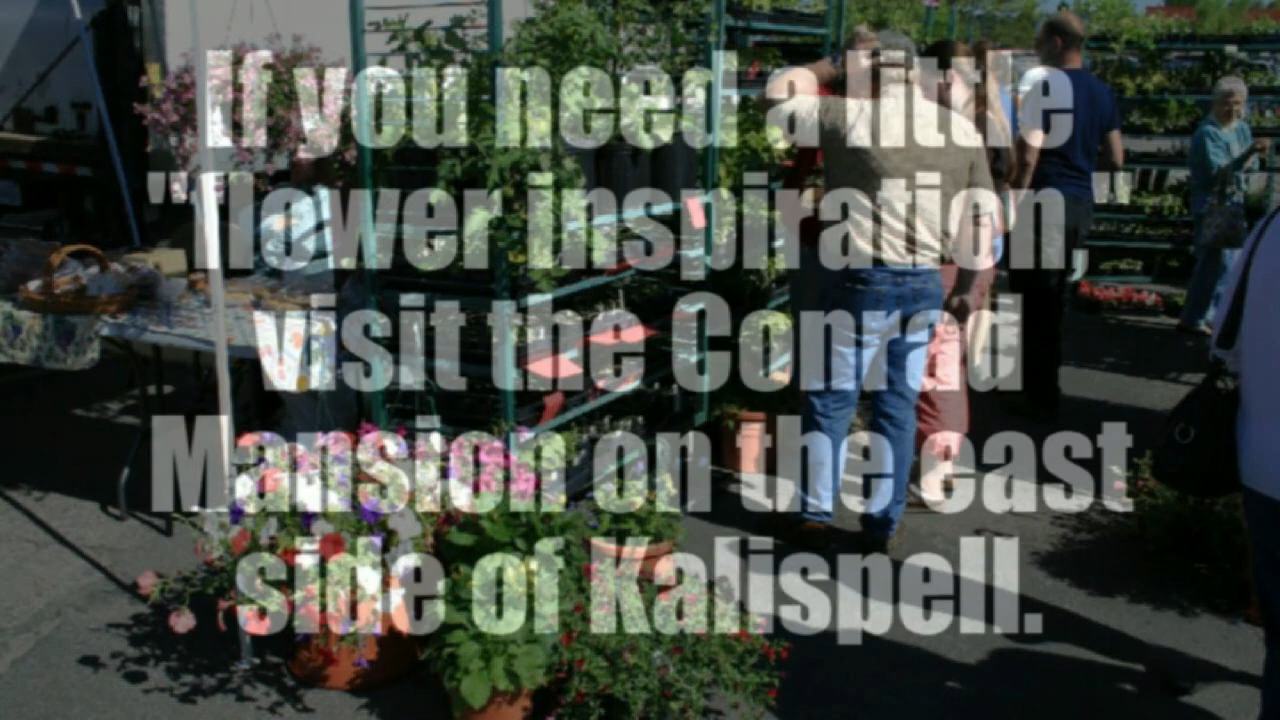 If you need a little
"flower inspiration,"
visit the Conrad
Mansion on the east
side of Kalispell.